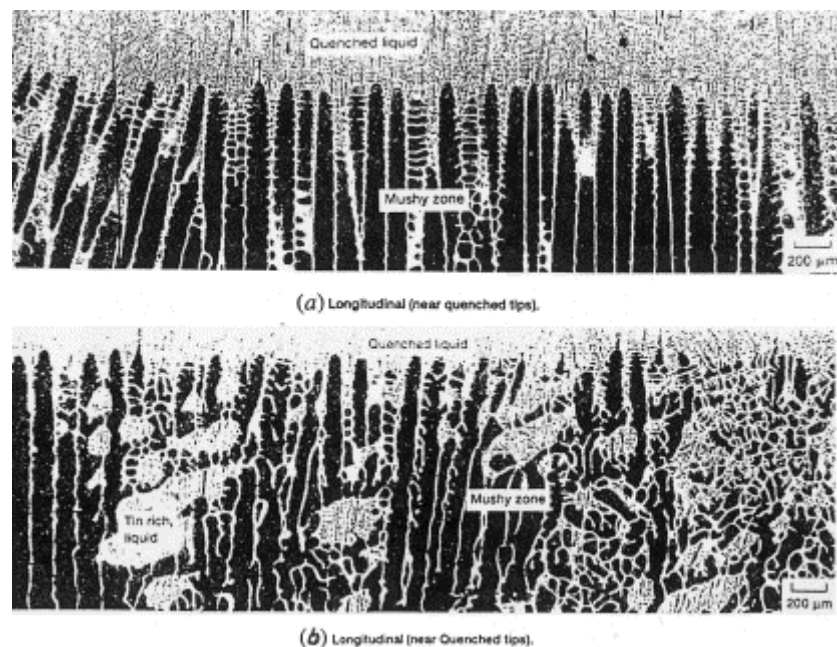 Quenched liquid
Mushy zone
200 μm
(a) Longitudinal (near quenched tips).
Quenched liquid
Tin rich,
liquid
Mushy zone
200 μm
(b) Longitudinal (near Quenched tips).